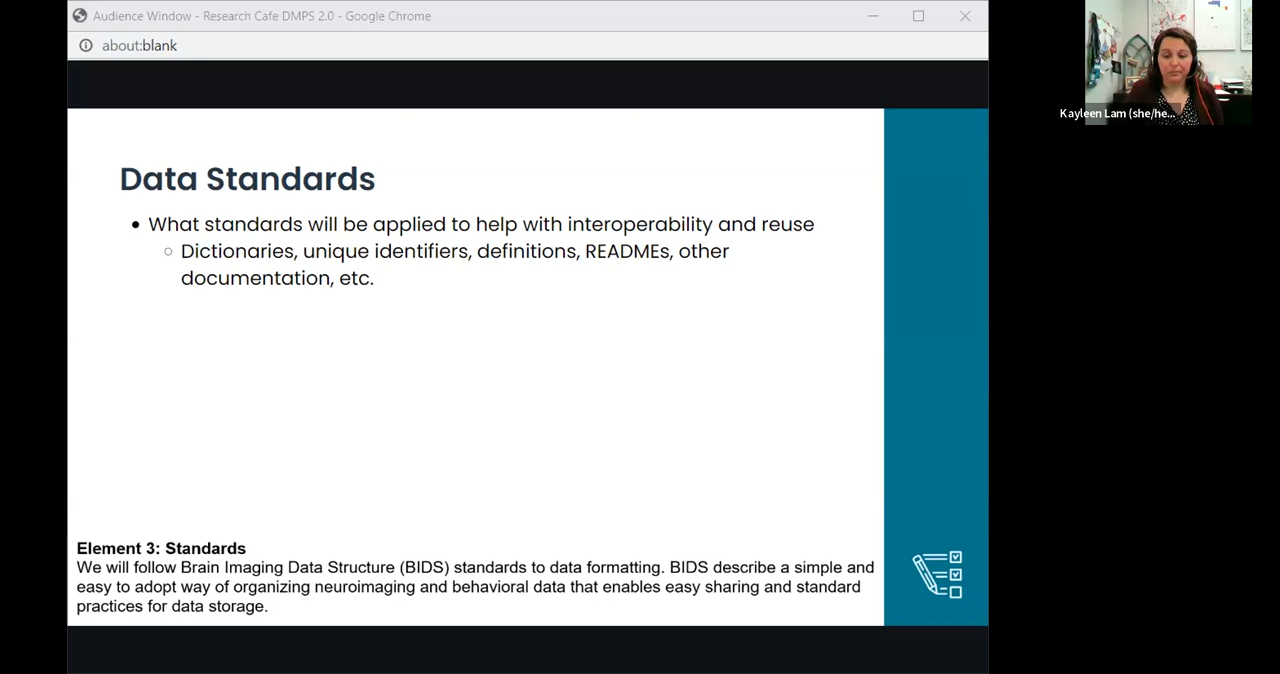 Audience Window - Research Cafe DMPS 2.0 - Google Chrome
about:blank
Kayleen Lam (she/he...
Data Standards
• What standards will be applied to help with interoperability and reuse
○ Dictionaries, unique identifiers, definitions, READMEs, other
documentation, etc.
Element 3: Standards
We will follow Brain Imaging Data Structure (BIDS) standards to data formatting. BIDS describe a simple and
easy to adopt way of organizing neuroimaging and behavioral data that enables easy sharing and standard
practices for data storage.